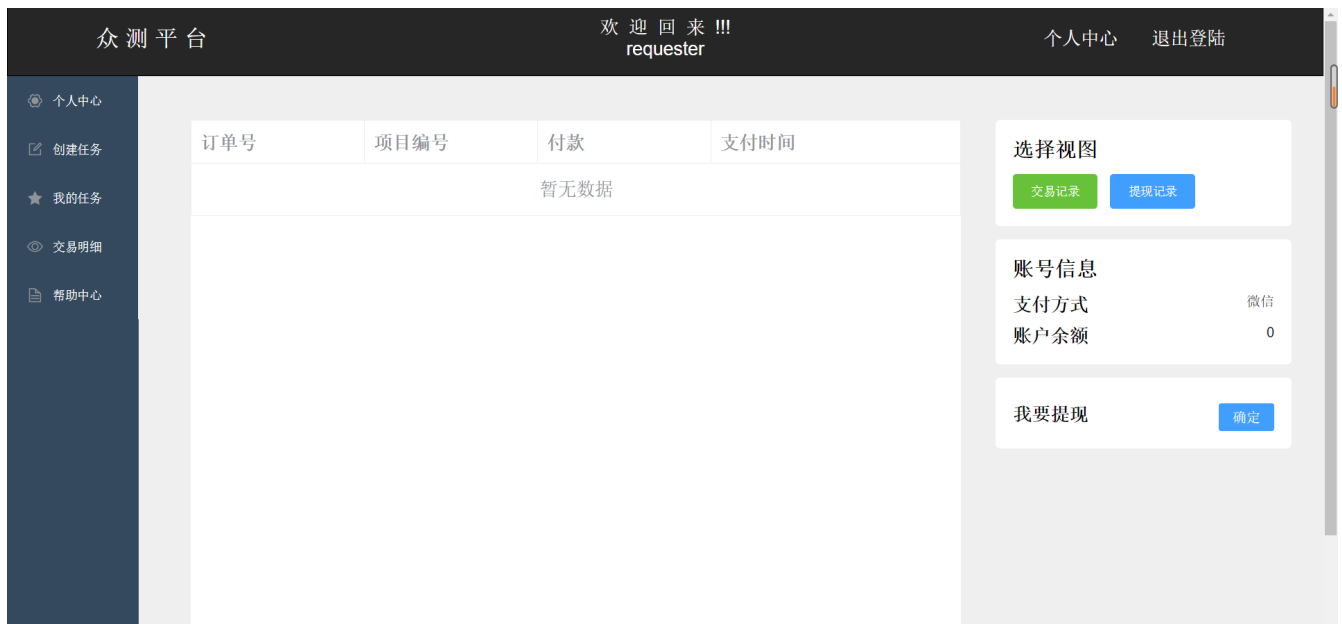 众测平台
欢迎回来!!!
requester
个人中心 退出登陆
个人中心
创建任务
我的任务
交易明细
帮助中心
订单号 项目编号 付款 支付时间
暂无数据
选择视图
交易记录 提现记录
账号信息
支付方式 微信
账户余额 0
我要提现 确定